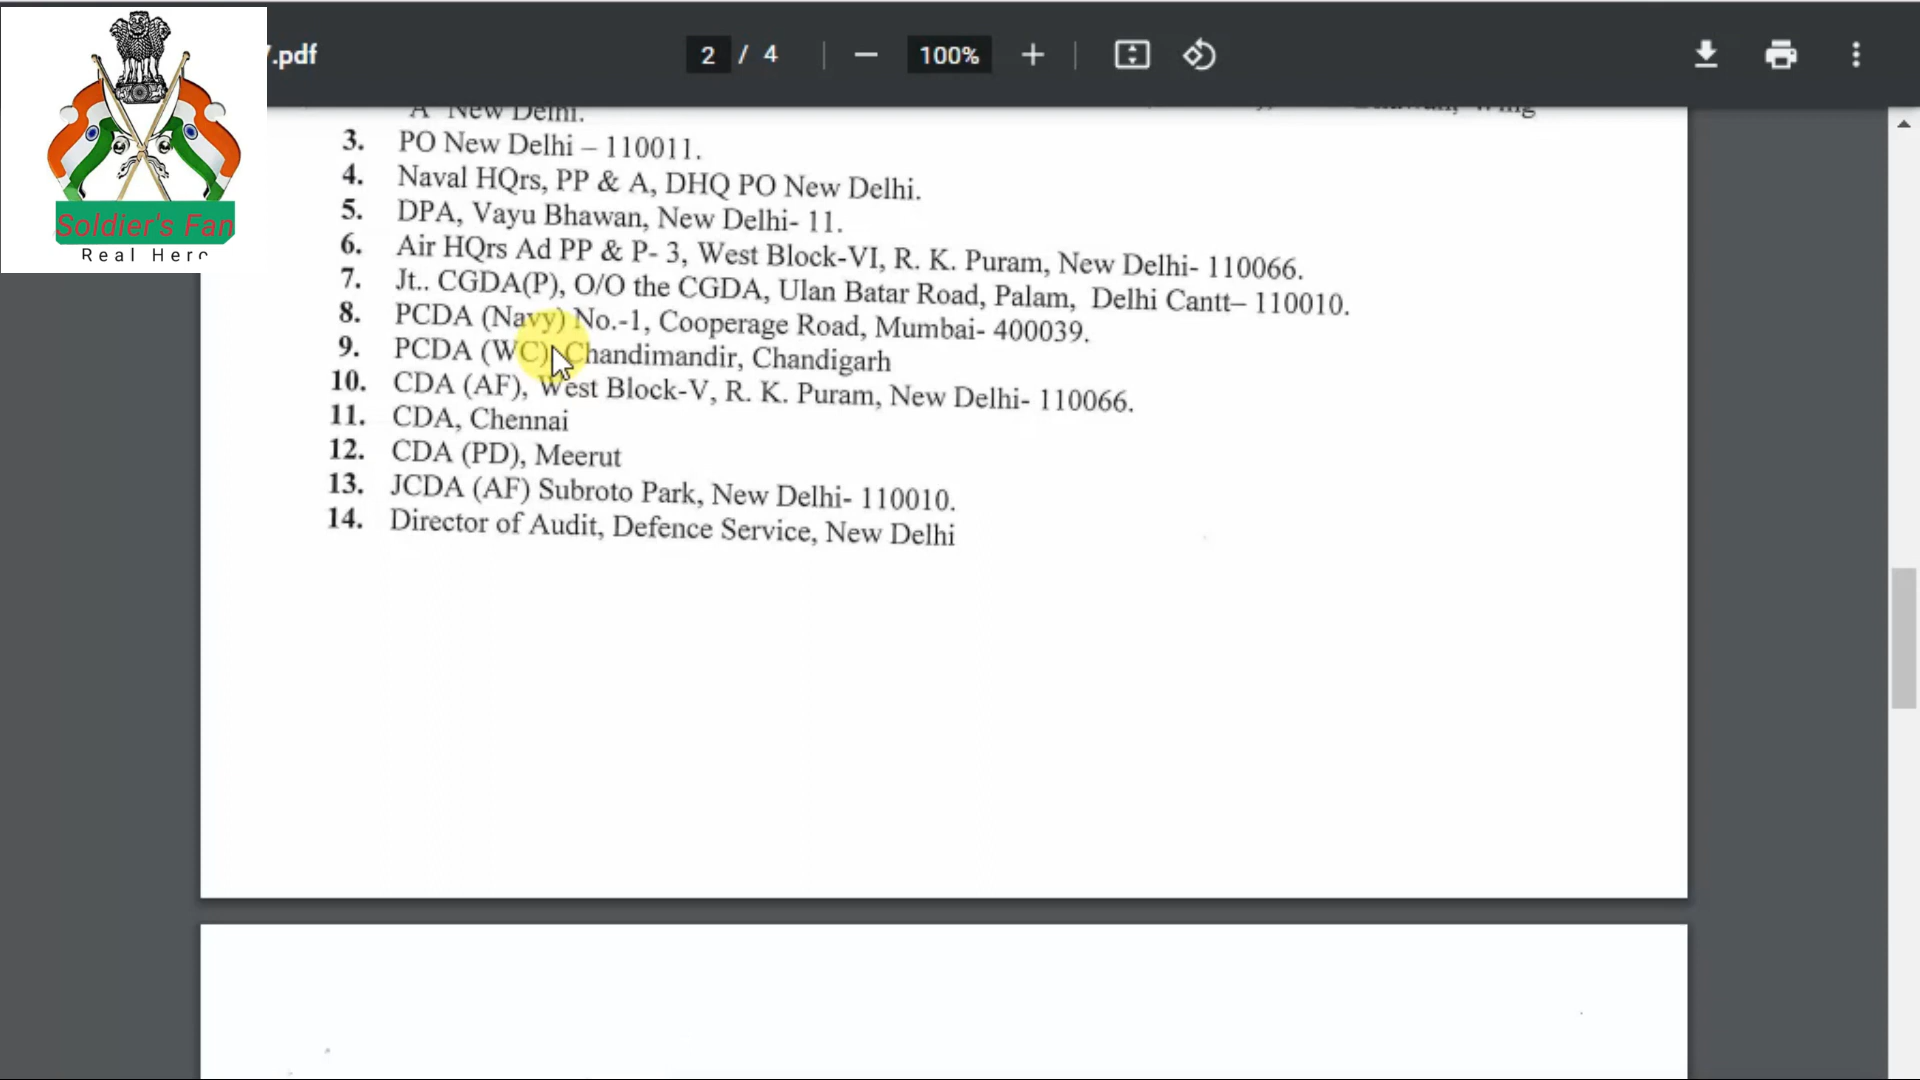 .pdf
2 / 4
100%
A New Delhi.
3. PO New Delhi – 110011.
4. Naval HQrs, PP & A, DHQ PO New Delhi.
5. DPA, Vayu Bhawan, New Delhi- 11.
6. Air HQrs Ad PP & P- 3, West Block-VI, R. K. Puram, New Delhi- 110066.
7. Jt.. CGDA(P), O/O the CGDA, Ulan Batar Road, Palam, Delhi Cantt– 110010.
8. PCDA (Navy) No.-1, Cooperage Road, Mumbai- 400039.
9. PCDA (WC), Chandimandir, Chandigarh
10. CDA (AF), West Block-V, R. K. Puram, New Delhi- 110066.
11. CDA, Chennai
12. CDA (PD), Meerut
13. JCDA (AF) Subroto Park, New Delhi- 110010.
14. Director of Audit, Defence Service, New Delhi
Soldier's Fan
Real Hero